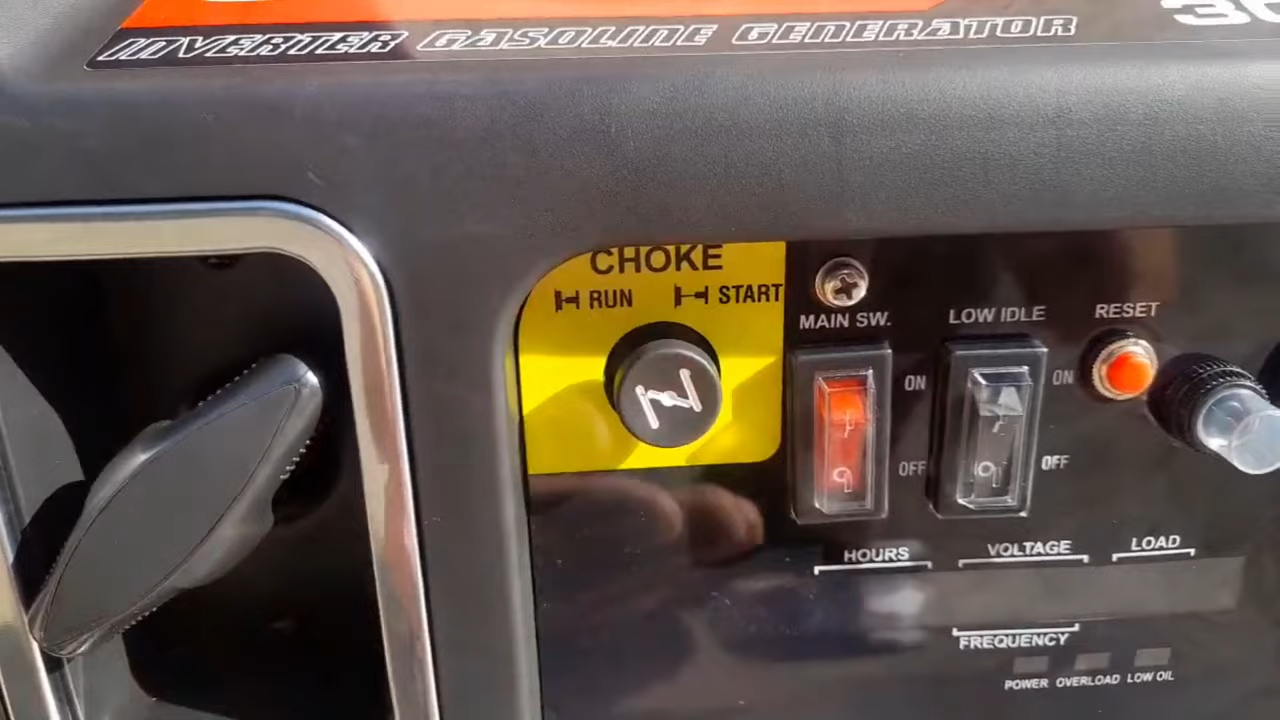 INVERTER GASOLINE GENERATOR
CHOKE
RUN START
MAIN SW.
LOW IDLE
RESET
ON
OFF
ON
OFF
HOURS
VOLTAGE
LOAD
FREQUENCY
POWER OVERLOAD LOW OIL